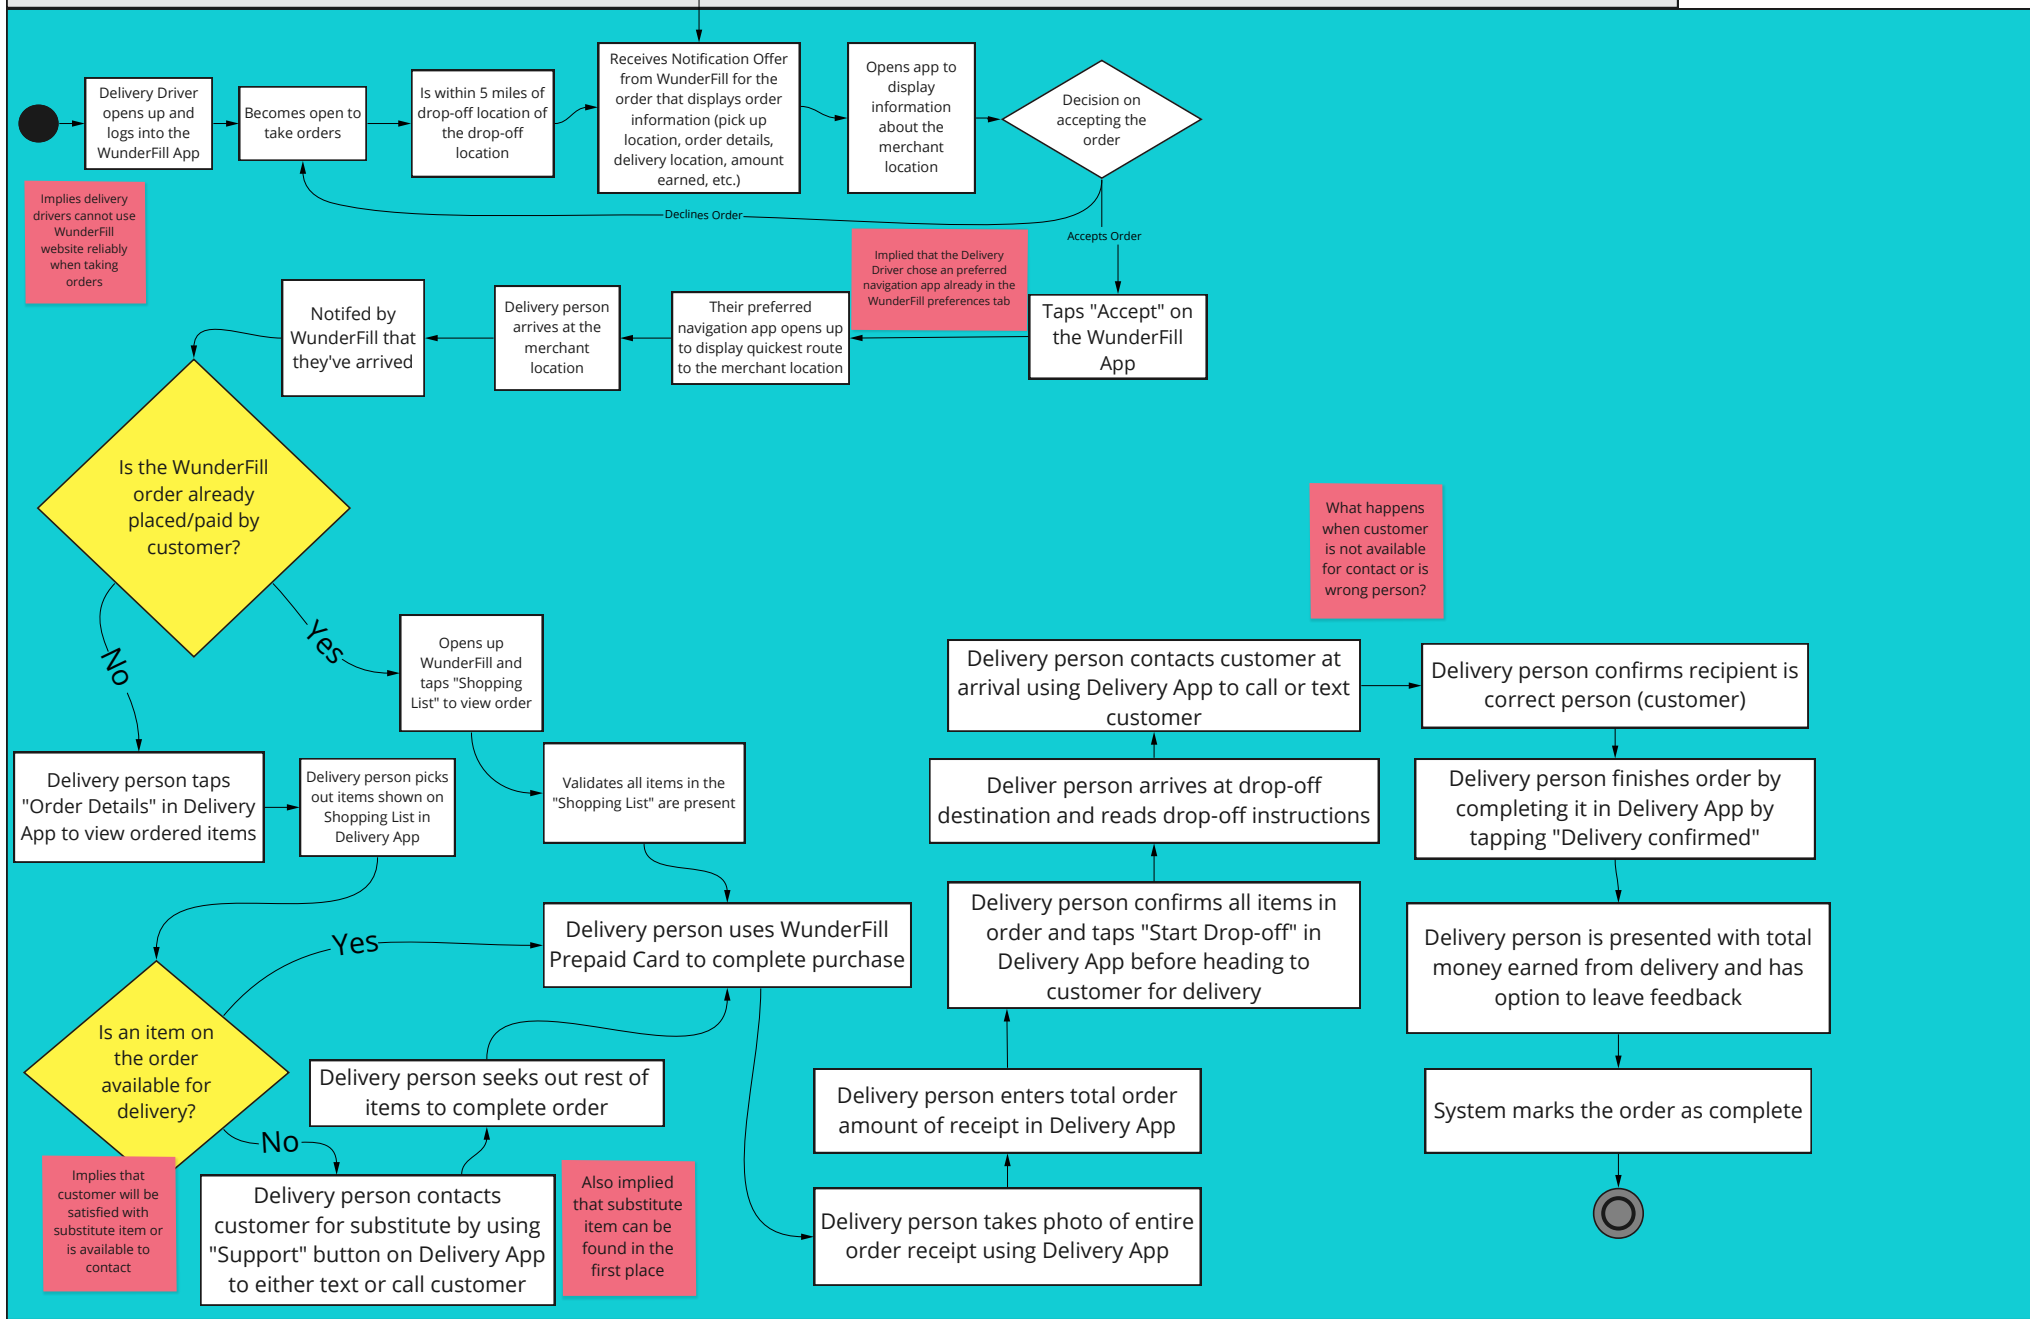 Delivery Driver
opens up and
logs into the
WunderFill App
Becomes open to
take orders
Is within 5 miles of
drop-off location of
the drop-off
location
Receives Notification Offer
from WunderFill for the
order that displays order
information (pick up
location, order details,
delivery location, amount
earned, etc.)
Opens app to
display
information
about the
merchant
location
Decision on
accepting the
order
Implies delivery
drivers cannot use
WunderFill
website reliably
when taking
orders
Declines Order
Accepts Order
Implied that the Delivery
Driver chose an preferred
navigation app already in the
WunderFill preferences tab
Taps "Accept" on
the WunderFill
App
Their preferred
navigation app opens up
to display quickest route
to the merchant location
Delivery person
arrives at the
merchant
location
Notifed by
WunderFill that
they've arrived
Is the WunderFill
order already
placed/paid by
customer?
No
Yes
Opens up
WunderFill and
taps "Shopping
List" to view order
Validates all items in the
"Shopping List" are present
Delivery person taps
"Order Details" in Delivery
App to view ordered items
Delivery person picks
out items shown on
Shopping List in
Delivery App
Is an item on
the order
available for
delivery?
Yes
No
Implies that
customer will be
satisfied with
substitute item or
is available to
contact
Delivery person contacts
customer for substitute by using
"Support" button on Delivery App
to either text or call customer
Also implied
that substitute
item can be
found in the
first place
Delivery person seeks out rest of
items to complete order
Delivery person uses WunderFill
Prepaid Card to complete purchase
Delivery person takes photo of entire
order receipt using Delivery App
Delivery person enters total order
amount of receipt in Delivery App
Delivery person confirms all items in
order and taps "Start Drop-off" in
Delivery App before heading to
customer for delivery
Deliver person arrives at drop-off
destination and reads drop-off instructions
Delivery person contacts customer at
arrival using Delivery App to call or text
customer
What happens
when customer
is not available
for contact or is
wrong person?
Delivery person confirms recipient is
correct person (customer)
Delivery person finishes order by
completing it in Delivery App by
tapping "Delivery confirmed"
Delivery person is presented with total
money earned from delivery and has
option to leave feedback
System marks the order as complete